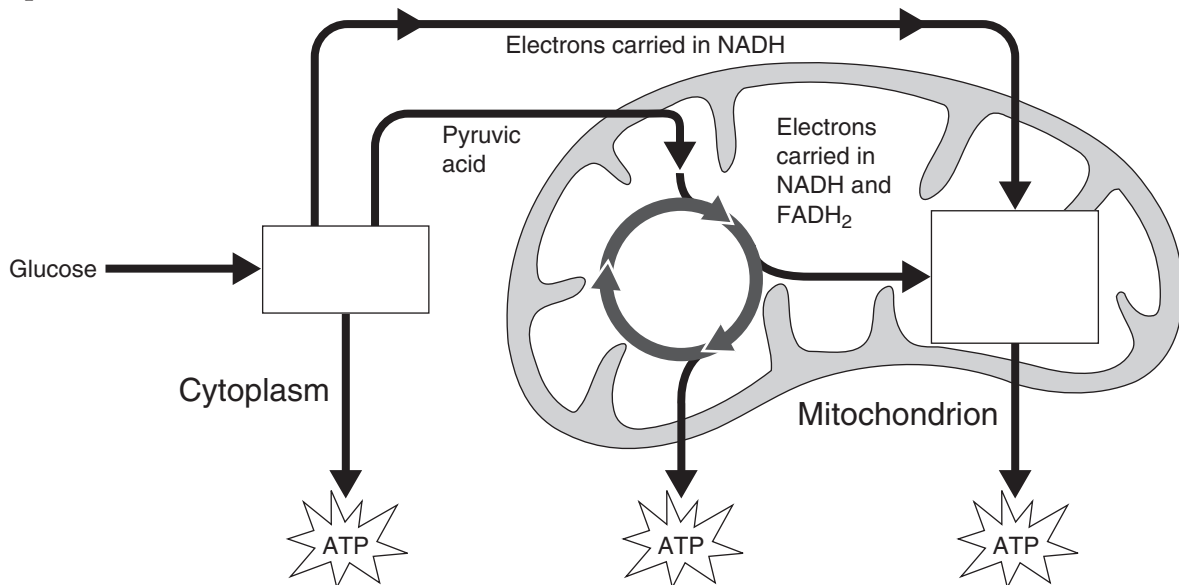 Electrons carried in NADH
Pyruvic
acid
Electrons
carried in
NADH and
FADH₂
Glucose
Cytoplasm
Mitochondrion
ATP
ATP
ATP